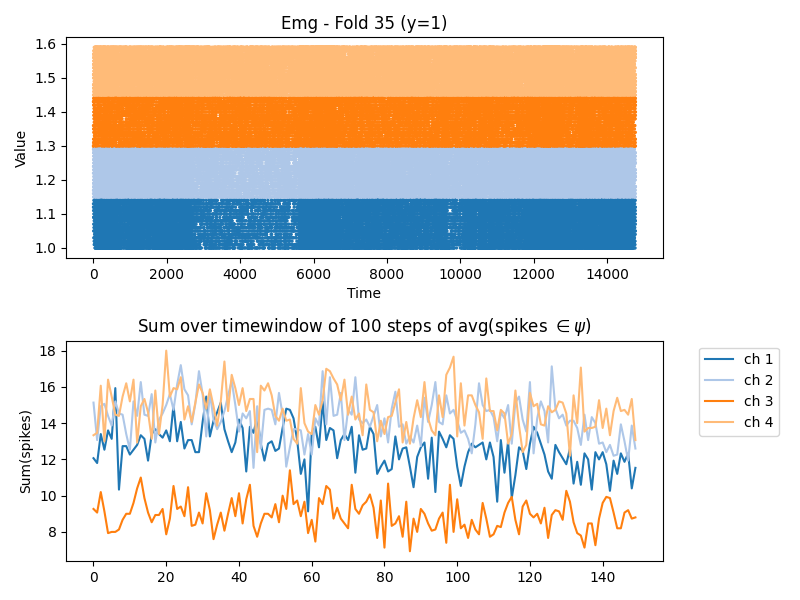 Emg - Fold 35 (y=1)
1.6
1.5
1.4
1.3
1.2
1.1
1.0
Value
0 2000 4000 6000 8000 10000 12000 14000
Time
Sum over timewindow of 100 steps of avg(spikes ∈ ψ)
18
16
14
12
10
8
Sum(spikes)
0 20 40 60 80 100 120 140
ch 1
ch 2
ch 3
ch 4